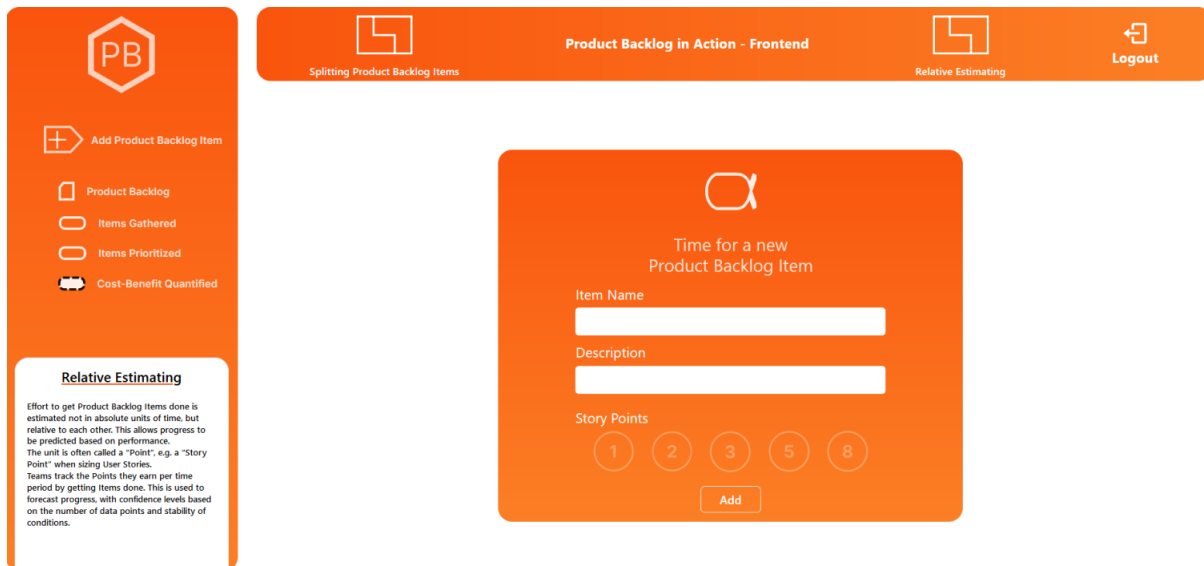 PB
Add Product Backlog Item
Product Backlog
Items Gathered
Items Prioritized
Cost-Benefit Quantified
Relative Estimating
Effort to get Product Backlog Items done is
estimated not in absolute units of time, but
relative to each other. This allows progress to
be predicted based on performance.
The unit is often called a "Point", e.g. a "Story
Point" when sizing User Stories.
Teams track the Points they earn per time
period by getting Items done. This is used to
forecast progress, with confidence levels based
on the number of data points and stability of
conditions.
Splitting Product Backlog Items
Product Backlog in Action - Frontend
Relative Estimating
Logout
Time for a new
Product Backlog Item
Item Name
Description
Story Points
1 2 3 5 8
Add